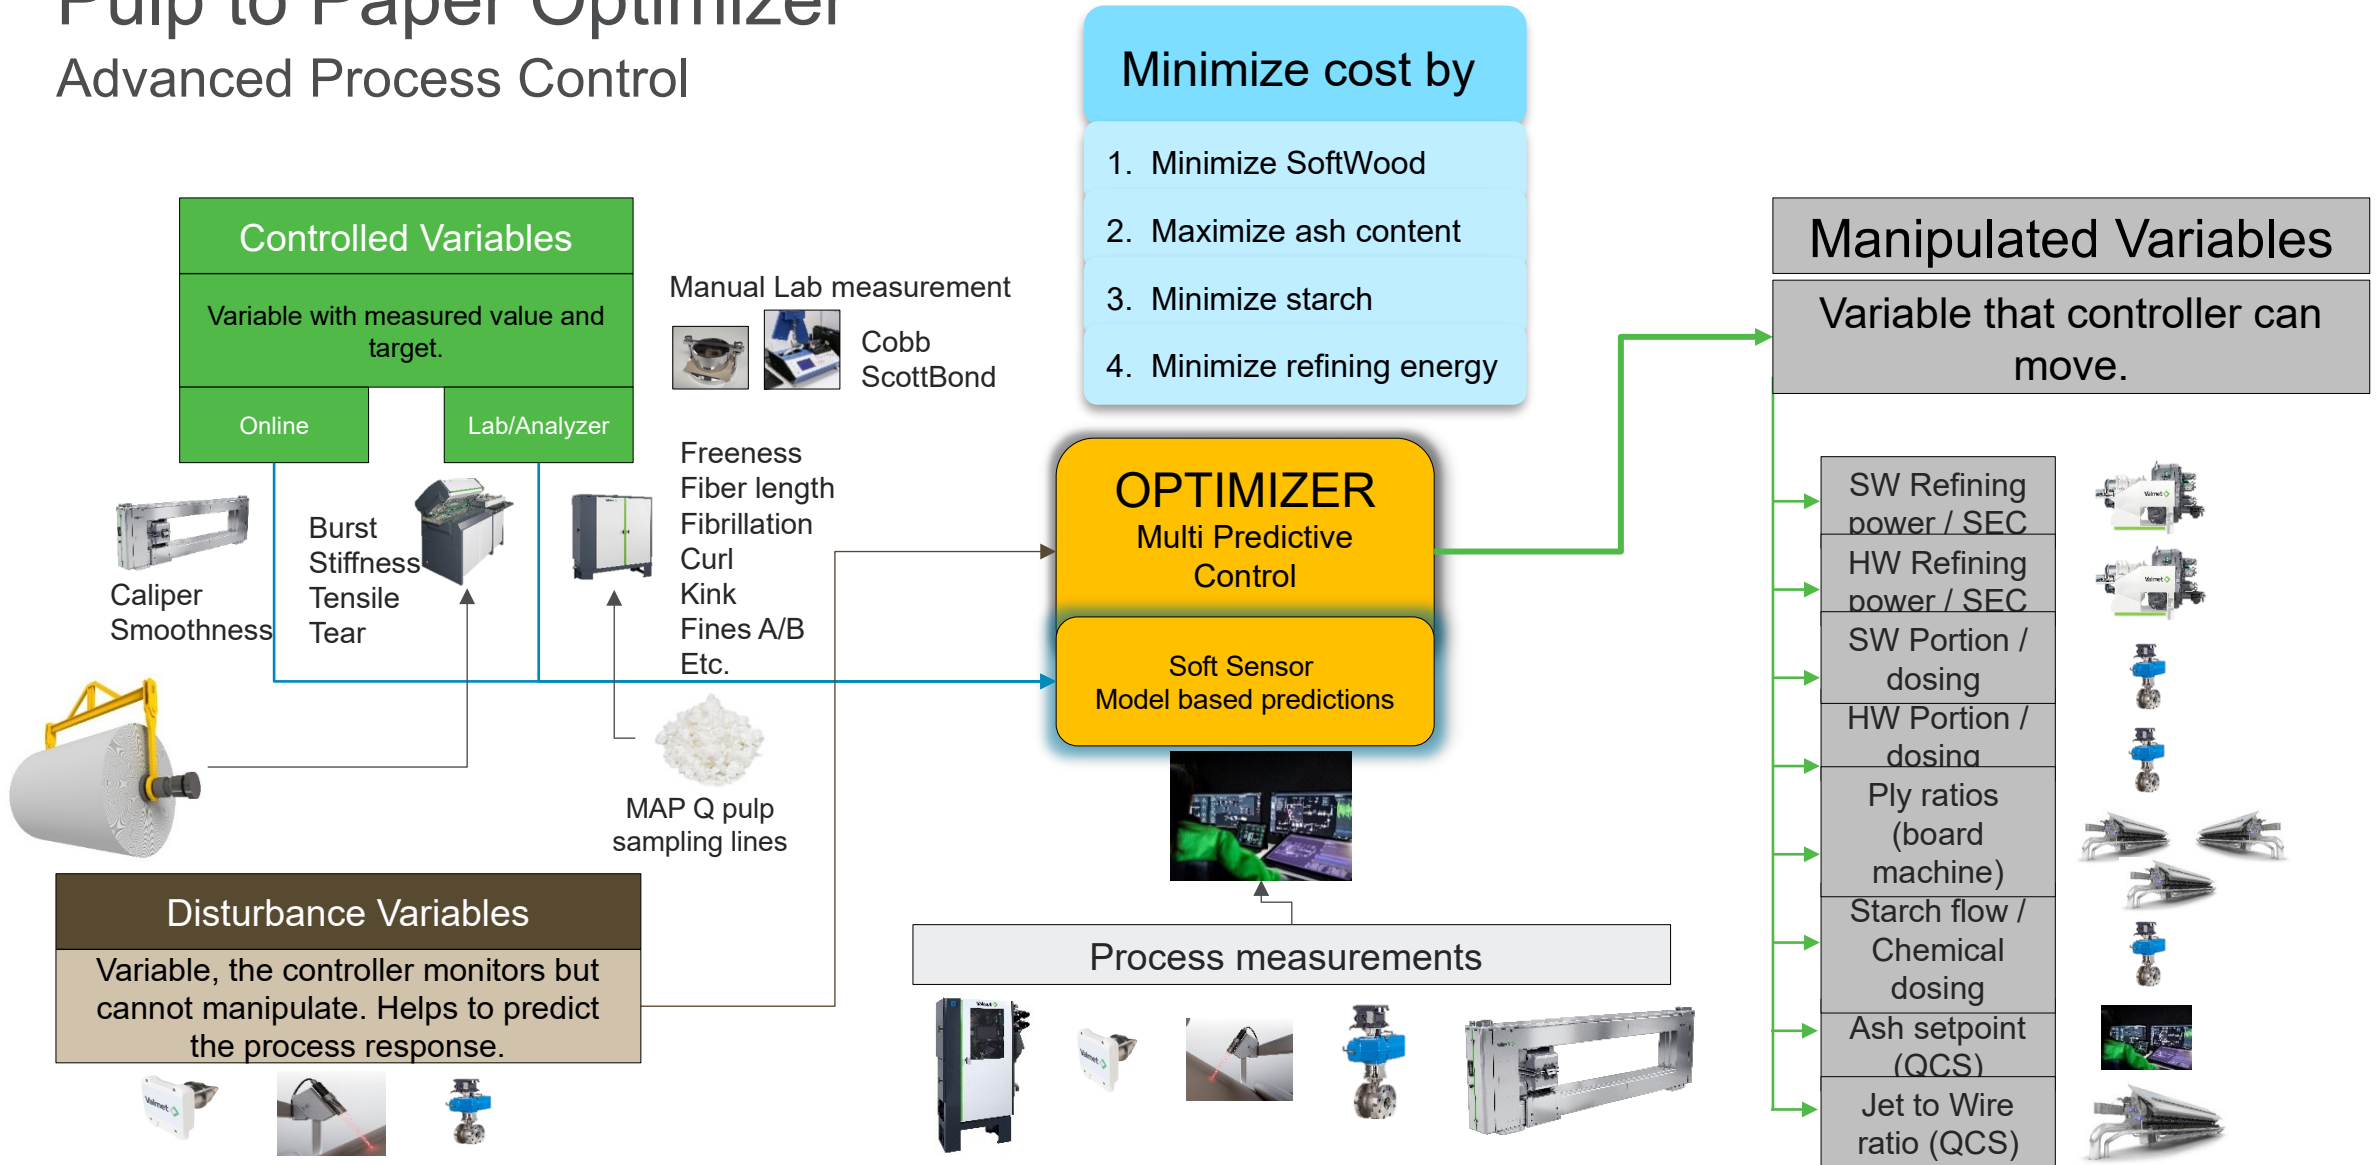 Pulp to Paper Optimizer
Advanced Process Control
Minimize cost by
1. Minimize SoftWood
2. Maximize ash content
3. Minimize starch
4. Minimize refining energy
Controlled Variables
Variable with measured value and
target.
Online
Lab/Analyzer
Manual Lab measurement
Cobb
ScottBond
Caliper
Smoothness
Burst
Stiffness
Tensile
Tear
Freeness
Fiber length
Fibrillation
Curl
Kink
Fines A/B
Etc.
MAP Q pulp
sampling lines
OPTIMIZER
Multi Predictive
Control
Soft Sensor
Model based predictions
Disturbance Variables
Variable, the controller monitors but
cannot manipulate. Helps to predict
the process response.
Valmet
Process measurements
Valmet
Valmet
Manipulated Variables
Variable that controller can
move.
SW Refining
power / SEC
Valmet
HW Refining
power / SEC
Valmet
SW Portion /
dosing
HW Portion /
dosing
Ply ratios
(board
machine)
Starch flow /
Chemical
dosing
Ash setpoint
(QCS)
Jet to Wire
ratio (QCS)